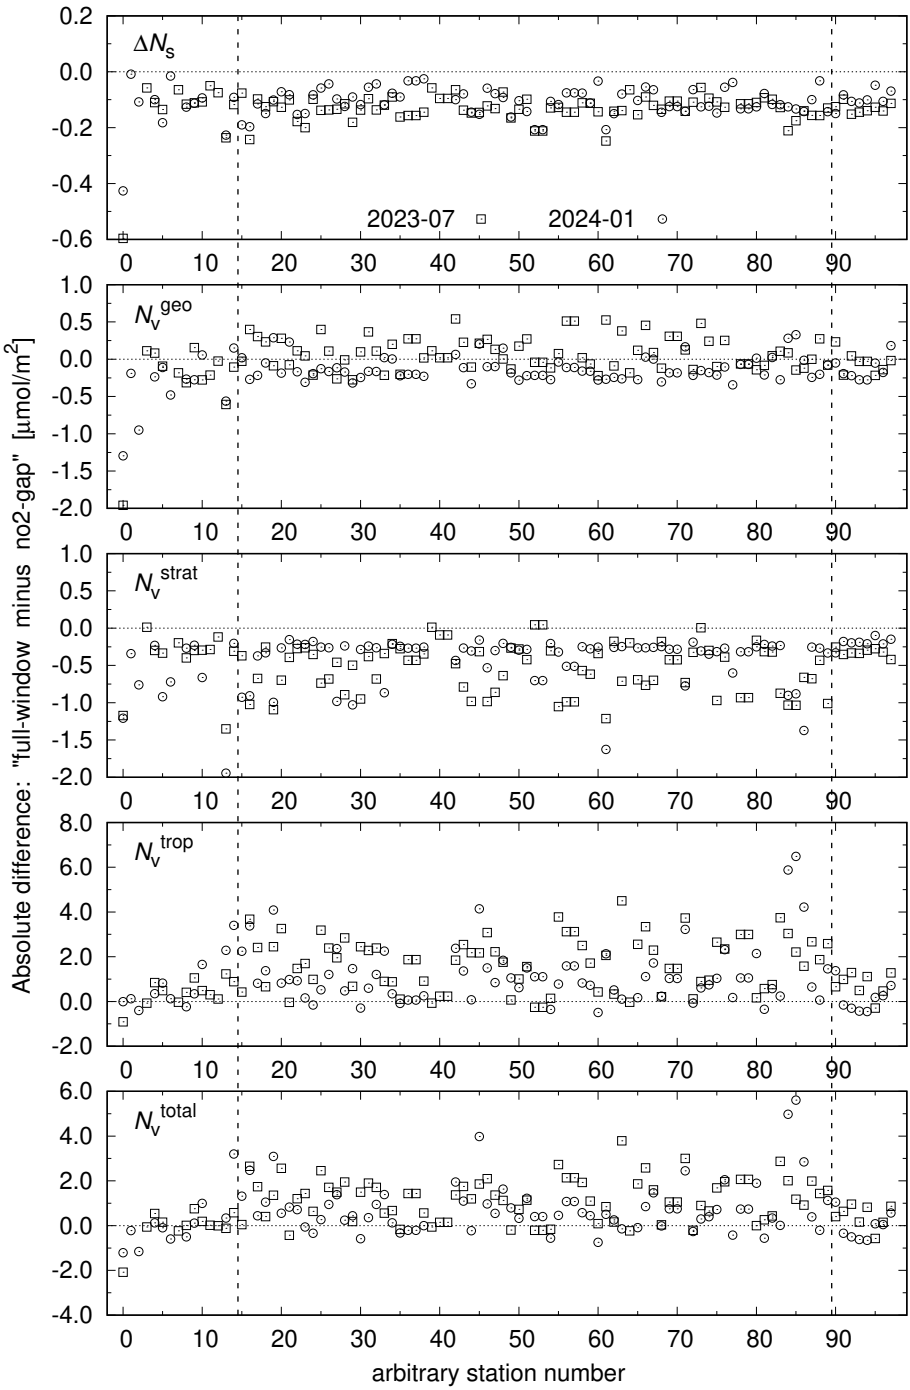 Absolute difference: "full-window minus no2-gap" [μmol/m²]
ΔNₛ
0.2
0.0
-0.2
-0.4
-0.6
2023-07
2024-01
0 10 20 30 40 50 60 70 80 90
Nᵥgeo
1.0
0.5
0.0
-0.5
-1.0
-1.5
-2.0
0 10 20 30 40 50 60 70 80 90
Nᵥstrat
1.0
0.5
0.0
-0.5
-1.0
-1.5
-2.0
0 10 20 30 40 50 60 70 80 90
Nᵥtrop
8.0
6.0
4.0
2.0
0.0
-2.0
0 10 20 30 40 50 60 70 80 90
Nᵥtotal
6.0
4.0
2.0
0.0
-2.0
-4.0
0 10 20 30 40 50 60 70 80 90
arbitrary station number